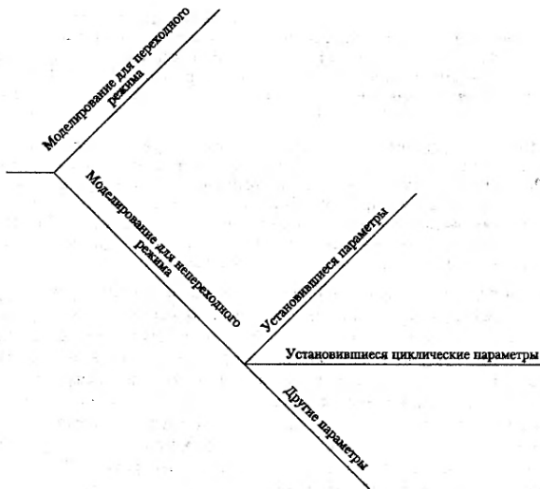 Моделирование для переходного
режима
Моделирование для непереходного
режима
Установившиеся параметры
Установившиеся циклические параметры
Другие параметры